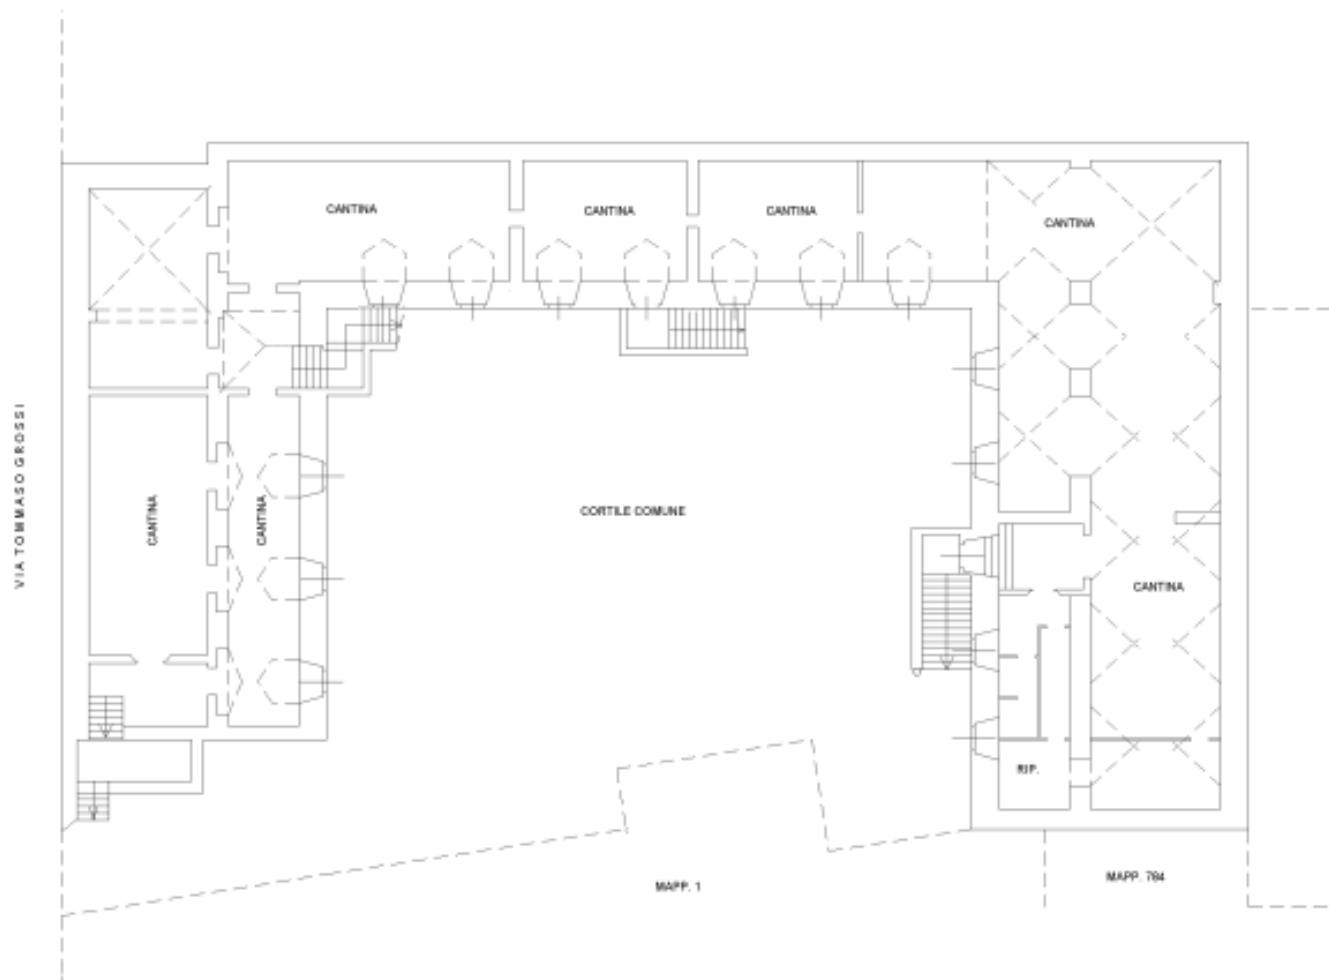 CANTINA
CANTINA
CANTINA
CANTINA
VIA TOMMASO GROSSI
CANTINA
CANTINA
CORTILE COMUNE
CANTINA
RIP.
MAPP. 1
MAPP. 784